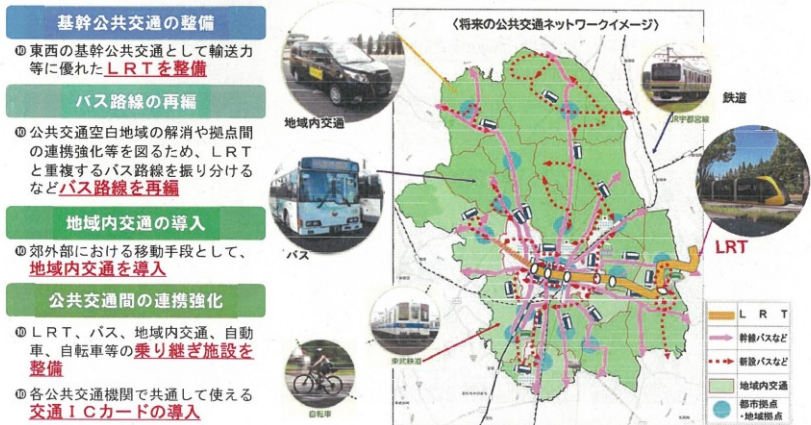 基幹公共交通の整備
⑩ 東西の基幹公共交通として輸送力
等に優れたＬＲＴを整備
バス路線の再編
⑩ 公共交通空白地域の解消や拠点間
の連携強化等を図るため、ＬＲＴ
と重複するバス路線を振り分ける
などバス路線を再編
地域内交通の導入
⑩ 郊外部における移動手段として、
地域内交通を導入
公共交通間の連携強化
⑩ ＬＲＴ、バス、地域内交通、自動
車、自転車等の乗り継ぎ施設を
整備
⑩ 各公共交通機関で共通して使える
交通ＩＣカードの導入
〈将来の公共交通ネットワークイメージ〉
地域内交通
鉄道
JR宇都宮線
バス
LRT
東武鉄道
自転車
Ｌ Ｒ Ｔ
幹線バスなど
新設バスなど
地域内交通
都市拠点
・地域拠点